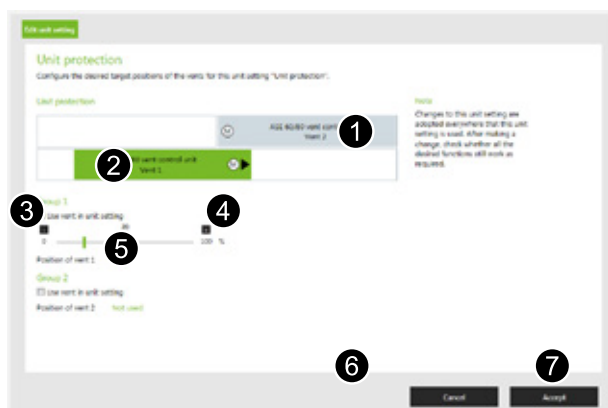 Edit unit setting
Unit protection
Configure the desired target positions of the vents for this unit setting "Unit protection".
Unit protection
Note
Changes to this unit setting are
adopted everywhere that this unit
setting is used. After making a
change, check whether all the
desired functions still work as
required.
vent
1
Vent 2
2
vent control unit
Vent 1
Group 1
3
4
Use vent in unit setting
0
100 %
5
Position of vent 1
Group 2
Use vent in unit setting
Position of vent 2 Not used
6
7
Cancel
Accept